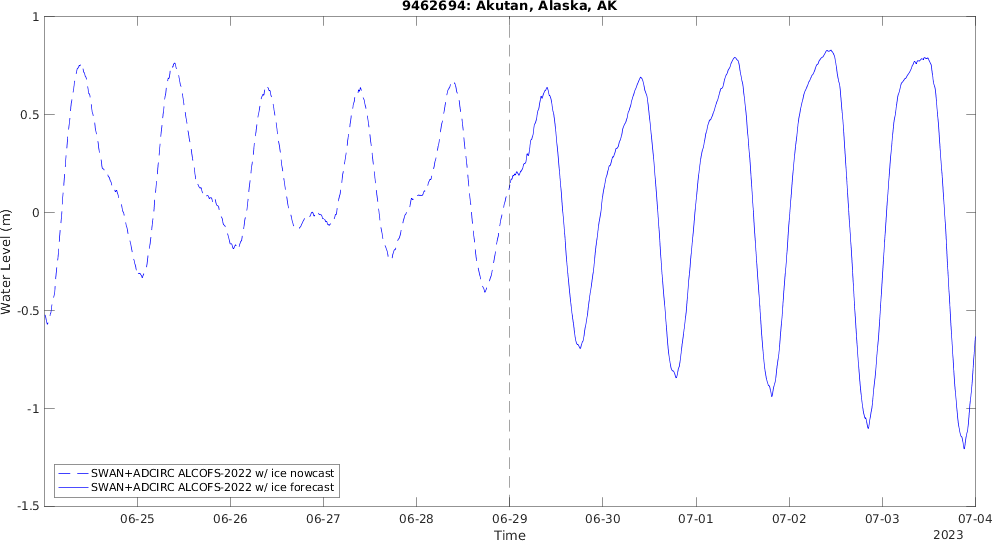 9462694: Akutan, Alaska, AK
Water Level (m)
1
0.5
0
-0.5
-1
-1.5
SWAN+ADCIRC ALCOFS-2022 w/ ice nowcast
SWAN+ADCIRC ALCOFS-2022 w/ ice forecast
06-25 06-26 06-27 06-28 06-29 06-30 07-01 07-02 07-03 07-04
Time
2023